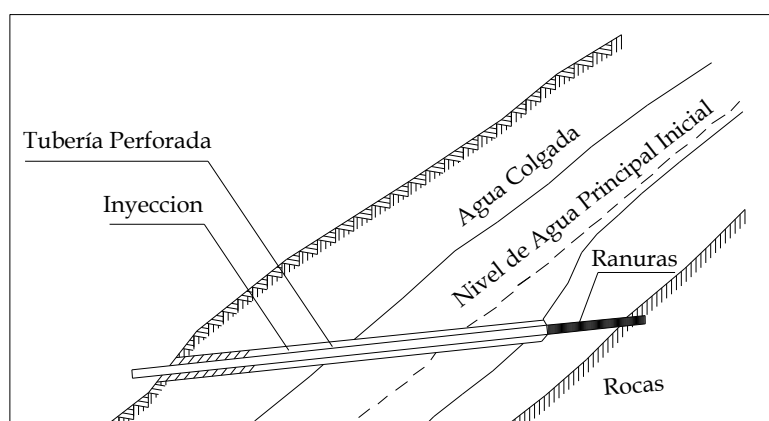 Tubería Perforada
Inyeccion
Agua Colgada
Nivel de Agua Principal Inicial
Ranuras
Rocas